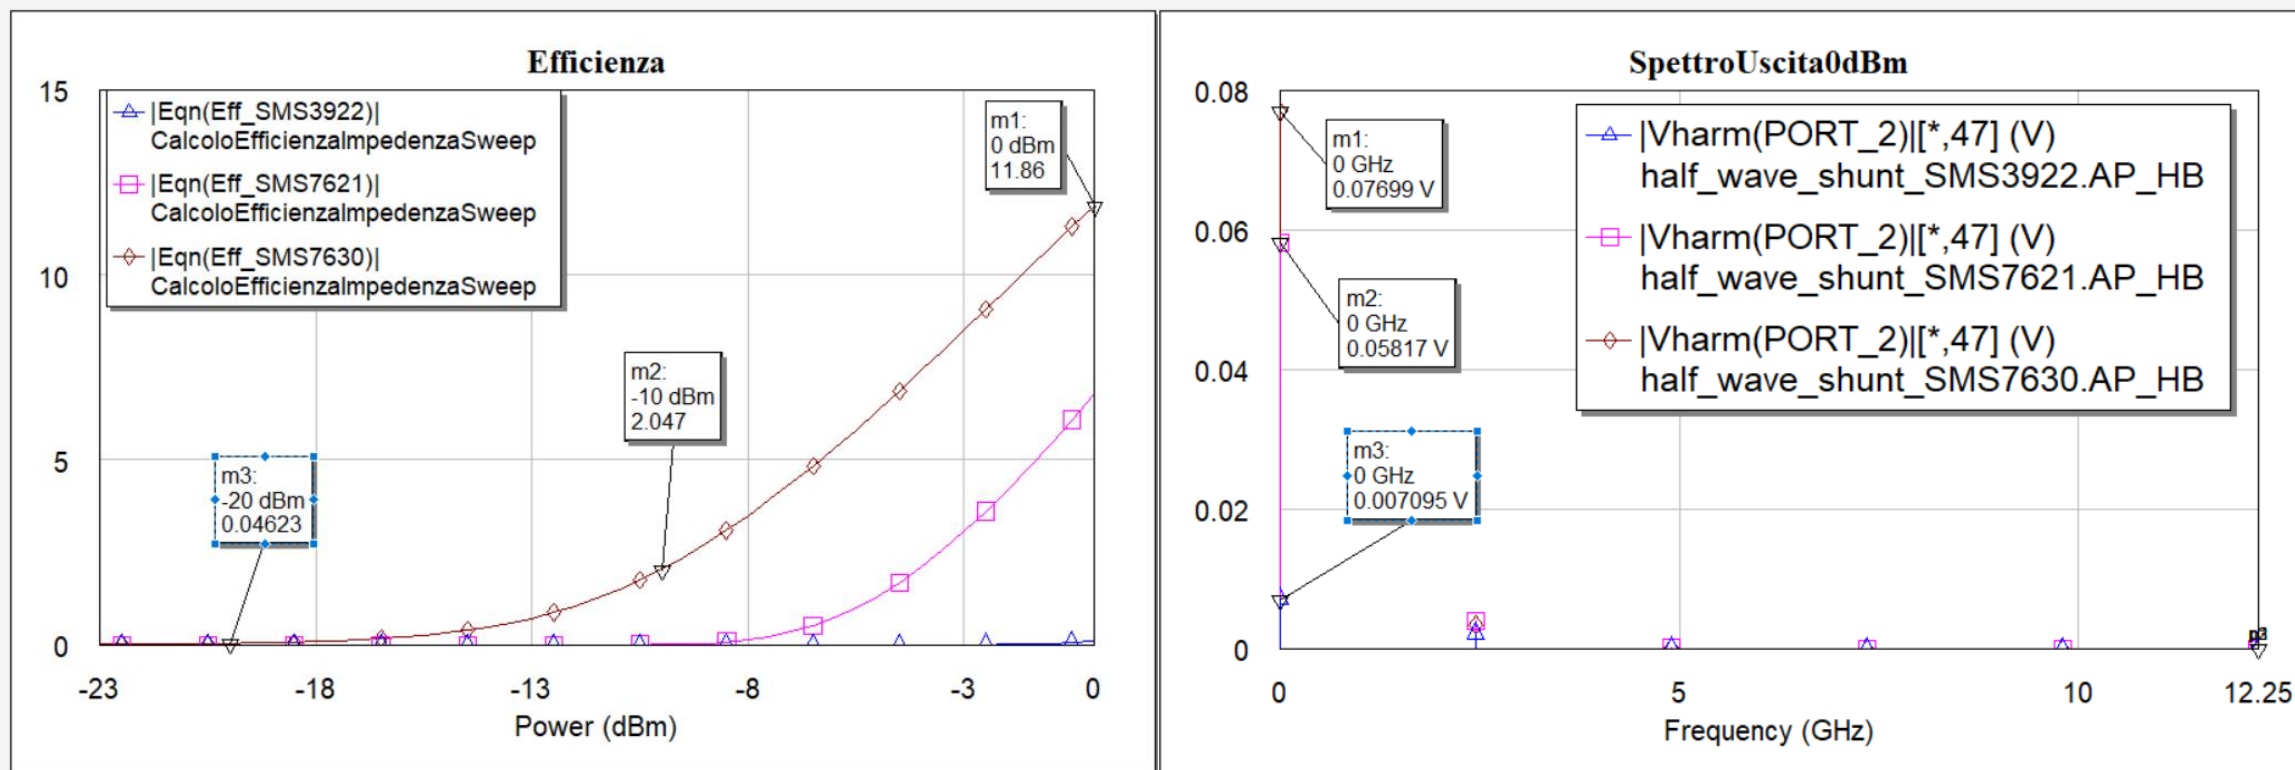 Efficienza
15
10
5
0
|Eqn(Eff_SMS3922)|
CalcoloEfficienzaImpedenzaSweep
|Eqn(Eff_SMS7621)|
CalcoloEfficienzaImpedenzaSweep
|Eqn(Eff_SMS7630)|
CalcoloEfficienzaImpedenzaSweep
m1:
0 dBm
11.86
m2:
-10 dBm
2.047
m3:
-20 dBm
0.04623
-23 -18 -13 -8 -3 0
Power (dBm)
SpettroUscita0dBm
0.08
0.06
0.04
0.02
0
m1:
0 GHz
0.07699 V
m2:
0 GHz
0.05817 V
m3:
0 GHz
0.007095 V
|Vharm(PORT_2)|[*,47] (V)
half_wave_shunt_SMS3922.AP_HB
|Vharm(PORT_2)|[*,47] (V)
half_wave_shunt_SMS7621.AP_HB
|Vharm(PORT_2)|[*,47] (V)
half_wave_shunt_SMS7630.AP_HB
0 5 10 12.25
Frequency (GHz)